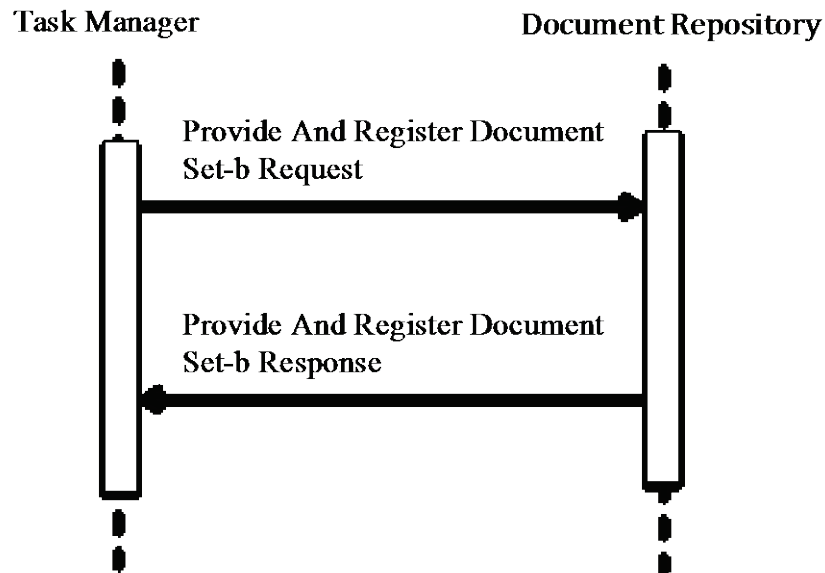 Task Manager
Document Repository
Provide And Register Document
Set-b Request
Provide And Register Document
Set-b Response